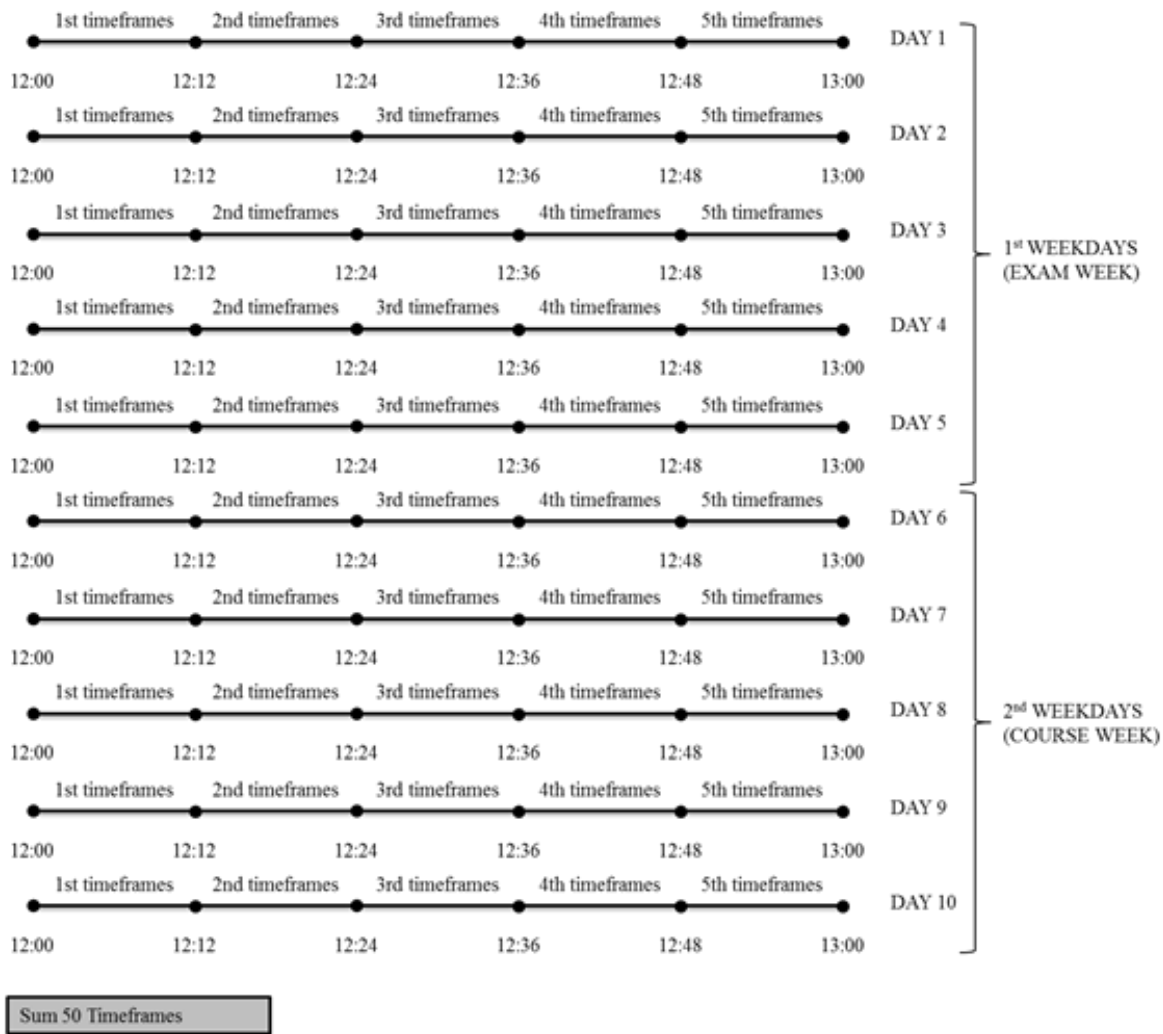 1st timeframes 2nd timeframes 3rd timeframes 4th timeframes 5th timeframes DAY 1
12:00 12:12 12:24 12:36 12:48 13:00
1st timeframes 2nd timeframes 3rd timeframes 4th timeframes 5th timeframes DAY 2
12:00 12:12 12:24 12:36 12:48 13:00
1st timeframes 2nd timeframes 3rd timeframes 4th timeframes 5th timeframes DAY 3
1st WEEKDAYS
(EXAM WEEK)
12:00 12:12 12:24 12:36 12:48 13:00
1st timeframes 2nd timeframes 3rd timeframes 4th timeframes 5th timeframes DAY 4
12:00 12:12 12:24 12:36 12:48 13:00
1st timeframes 2nd timeframes 3rd timeframes 4th timeframes 5th timeframes DAY 5
12:00 12:12 12:24 12:36 12:48 13:00
1st timeframes 2nd timeframes 3rd timeframes 4th timeframes 5th timeframes DAY 6
12:00 12:12 12:24 12:36 12:48 13:00
1st timeframes 2nd timeframes 3rd timeframes 4th timeframes 5th timeframes DAY 7
12:00 12:12 12:24 12:36 12:48 13:00
1st timeframes 2nd timeframes 3rd timeframes 4th timeframes 5th timeframes DAY 8
2nd WEEKDAYS
(COURSE WEEK)
12:00 12:12 12:24 12:36 12:48 13:00
1st timeframes 2nd timeframes 3rd timeframes 4th timeframes 5th timeframes DAY 9
12:00 12:12 12:24 12:36 12:48 13:00
1st timeframes 2nd timeframes 3rd timeframes 4th timeframes 5th timeframes DAY 10
12:00 12:12 12:24 12:36 12:48 13:00
Sum 50 Timeframes